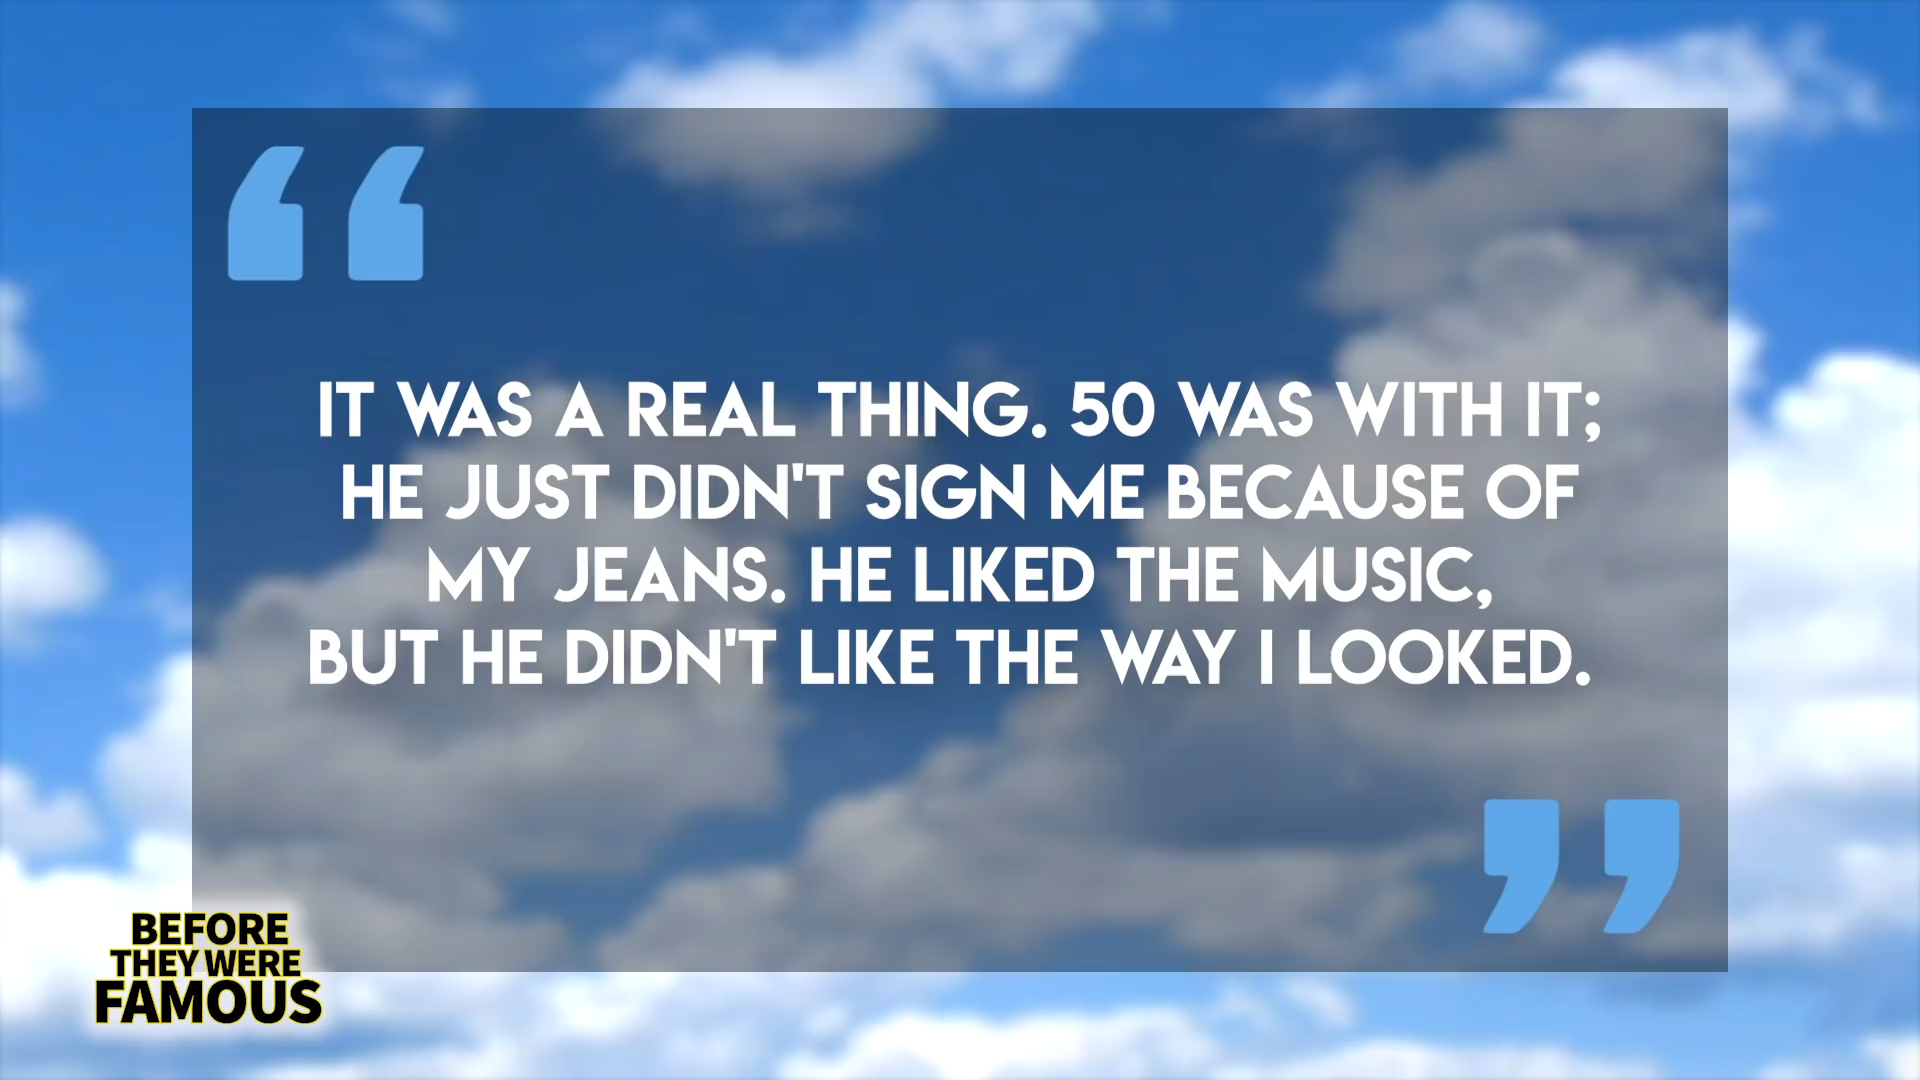 IT WAS A REAL THING. 50 WAS WITH IT;
HE JUST DIDN'T SIGN ME BECAUSE OF
MY JEANS. HE LIKED THE MUSIC,
BUT HE DIDN'T LIKE THE WAY I LOOKED.
BEFORE
THEY WERE
FAMOUS